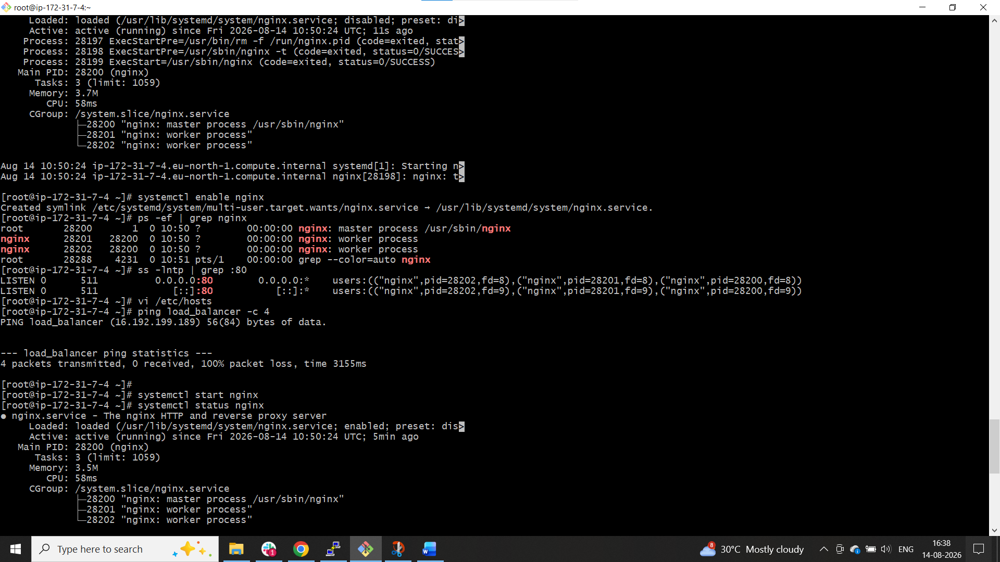 root@ip-172-31-7-4:~
Loaded: loaded (/usr/lib/systemd/system/nginx.service; disabled; preset: di>
Active: active (running) since Fri 2026-08-14 10:50:24 UTC; 11s ago
Process: 28197 ExecStartPre=/usr/bin/rm -f /run/nginx.pid (code=exited, stat>
Process: 28198 ExecStartPre=/usr/sbin/nginx -t (code=exited, status=0/SUCCES>
Process: 28199 ExecStart=/usr/sbin/nginx (code=exited, status=0/SUCCESS)
Main PID: 28200 (nginx)
Tasks: 3 (limit: 1059)
Memory: 3.7M
CPU: 58ms
CGroup: /system.slice/nginx.service
├─28200 "nginx: master process /usr/sbin/nginx"
├─28201 "nginx: worker process"
└─28202 "nginx: worker process"
Aug 14 10:50:24 ip-172-31-7-4.eu-north-1.compute.internal systemd[1]: Starting n>
Aug 14 10:50:24 ip-172-31-7-4.eu-north-1.compute.internal nginx[28198]: nginx: t>
[root@ip-172-31-7-4 ~]# systemctl enable nginx
Created symlink /etc/systemd/system/multi-user.target.wants/nginx.service → /usr/lib/systemd/system/nginx.service.
[root@ip-172-31-7-4 ~]# ps -ef | grep nginx
root 28200 1 0 10:50 ? 00:00:00 nginx: master process /usr/sbin/nginx
nginx 28201 28200 0 10:50 ? 00:00:00 nginx: worker process
nginx 28202 28200 0 10:50 ? 00:00:00 nginx: worker process
root 28288 4231 0 10:51 pts/1 00:00:00 grep --color=auto nginx
[root@ip-172-31-7-4 ~]# ss -lntp | grep :80
LISTEN 0 511 0.0.0.0:80 0.0.0.0:* users:(("nginx",pid=28202,fd=8),("nginx",pid=28201,fd=8),("nginx",pid=28200,fd=8))
LISTEN 0 511 [::]:80 [::]:* users:(("nginx",pid=28202,fd=9),("nginx",pid=28201,fd=9),("nginx",pid=28200,fd=9))
[root@ip-172-31-7-4 ~]# vi /etc/hosts
[root@ip-172-31-7-4 ~]# ping load_balancer -c 4
PING load_balancer (16.192.199.189) 56(84) bytes of data.
--- load_balancer ping statistics ---
4 packets transmitted, 0 received, 100% packet loss, time 3155ms
[root@ip-172-31-7-4 ~]#
[root@ip-172-31-7-4 ~]# systemctl start nginx
[root@ip-172-31-7-4 ~]# systemctl status nginx
● nginx.service - The nginx HTTP and reverse proxy server
Loaded: loaded (/usr/lib/systemd/system/nginx.service; enabled; preset: dis>
Active: active (running) since Fri 2026-08-14 10:50:24 UTC; 5min ago
Main PID: 28200 (nginx)
Tasks: 3 (limit: 1059)
Memory: 3.5M
CPU: 58ms
CGroup: /system.slice/nginx.service
├─28200 "nginx: master process /usr/sbin/nginx"
├─28201 "nginx: worker process"
└─28202 "nginx: worker process"
Type here to search
1
W
8
30°C Mostly cloudy
ENG
16:38
14-08-2026